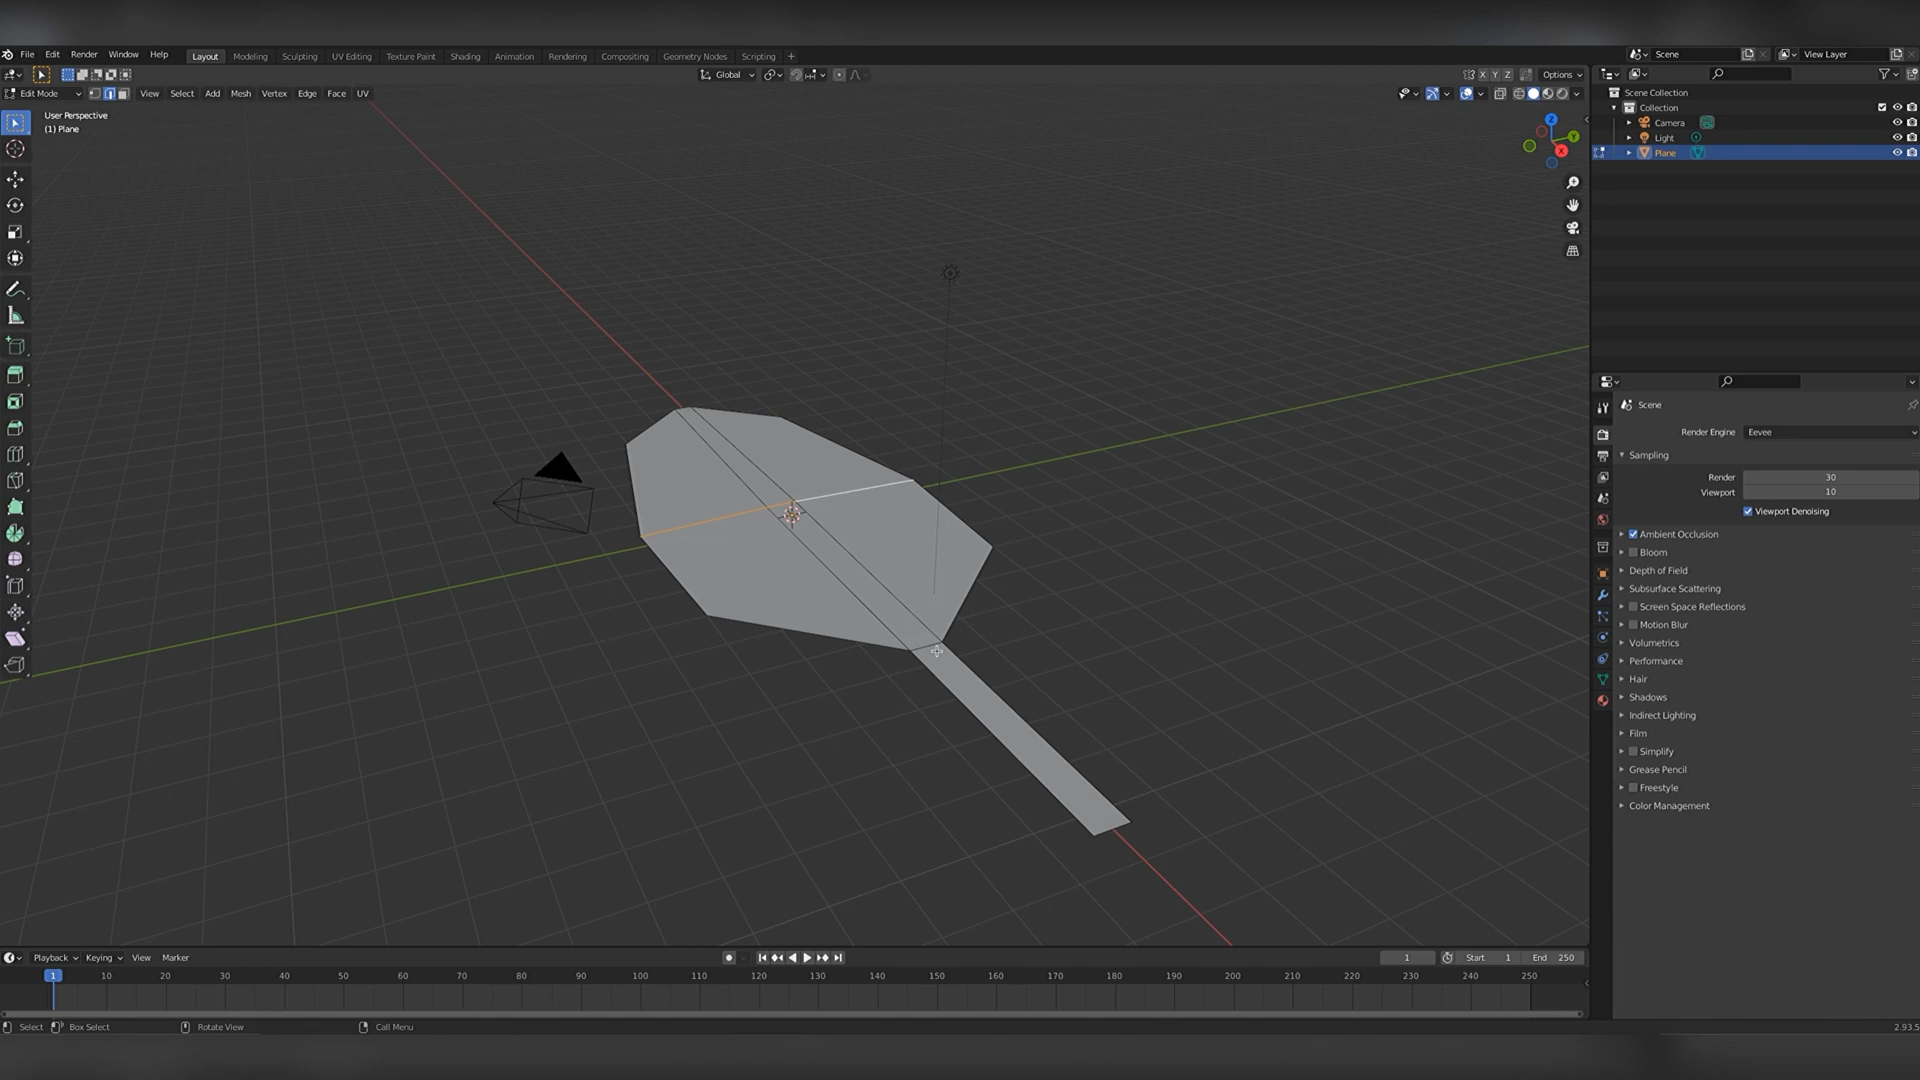 File Edit Render Window Help Layout Modeling Sculpting UV Editing Texture Paint Shading Animation Rendering Compositing Geometry Nodes Scripting + Scene View Layer
Global X Y Z Options
Edit Mode View Select Add Mesh Vertex Edge Face UV
User Perspective
(1) Plane
Z
Y
X
Scene Collection
Collection
Camera
Light
Plane
Scene
Render Engine Eevee
Sampling
Render 30
Viewport 10
Viewport Denoising
Ambient Occlusion
Bloom
Depth of Field
Subsurface Scattering
Screen Space Reflections
Motion Blur
Volumetrics
Performance
Hair
Shadows
Indirect Lighting
Film
Simplify
Grease Pencil
Freestyle
Color Management
Playback Keying View Marker 1 Start 1 End 250
1 10 20 30 40 50 60 70 80 90 100 110 120 130 140 150 160 170 180 190 200 210 220 230 240 250
Select Box Select Rotate View Call Menu 2.93.5